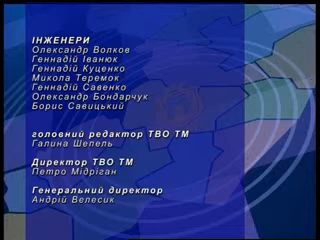 ІНЖЕНЕРИ
Олександр Волков
Геннадій Іванюк
Геннадій Куценко
Микола Теремок
Геннадій Савенко
Олександр Бондарчук
Борис Савицький
головний редактор ТВО ТМ
Галина Шепель
Директор ТВО ТМ
Петро Мідріган
Генеральний директор
Андрій Велесик